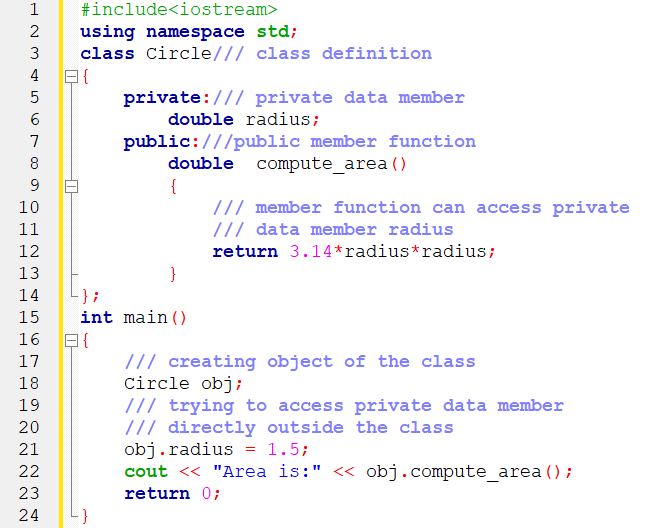 1 #include<iostream>
2 using namespace std;
3 class Circle/// class definition
4 {
5 private:/// private data member
6 double radius;
7 public:///public member function
8 double  compute_area()
9 {
10 /// member function can access private
11 /// data member radius
12 return 3.14*radius*radius;
13 }
14 };
15 int main()
16 {
17 /// creating object of the class
18 Circle obj;
19 /// trying to access private data member
20 /// directly outside the class
21 obj.radius = 1.5;
22 cout << "Area is:" << obj.compute_area();
23 return 0;
24 }